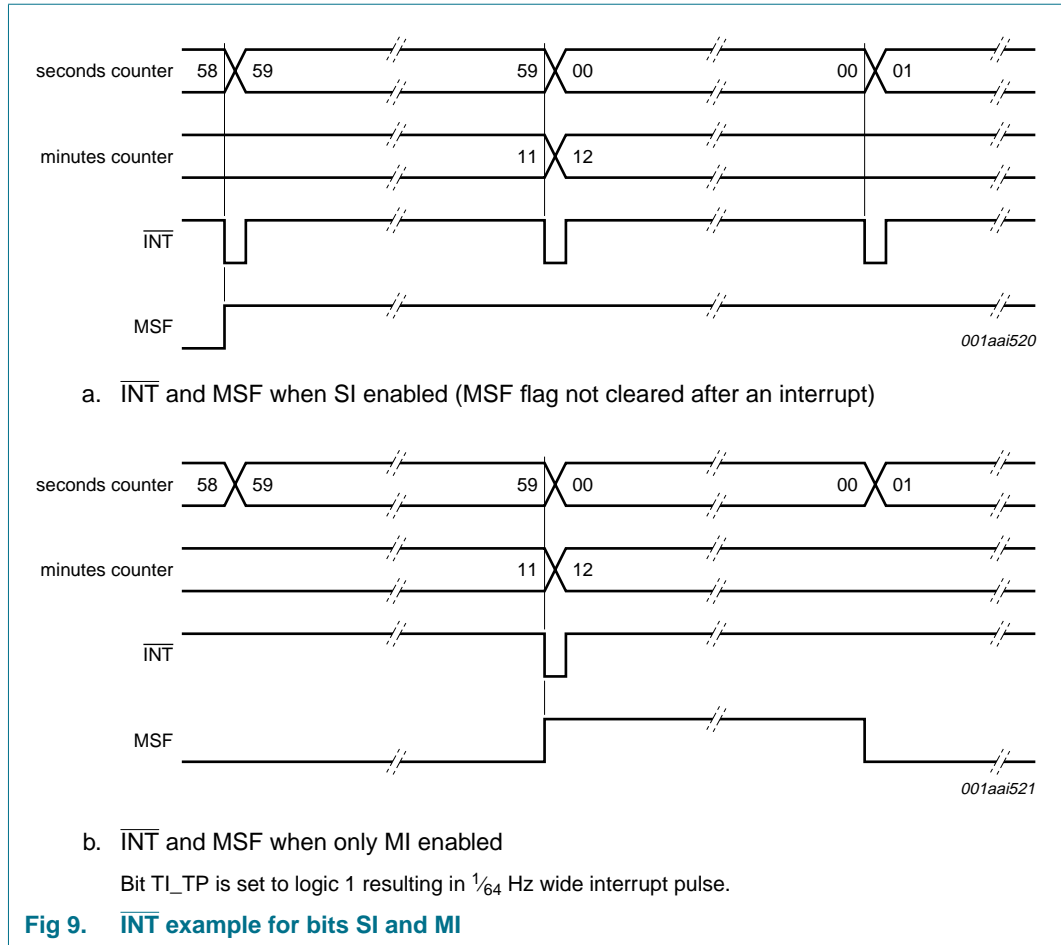 seconds counter 58 59 59 00 00 01
minutes counter 11 12
INT
MSF
001aai520
a. INT and MSF when SI enabled (MSF flag not cleared after an interrupt)
seconds counter 58 59 59 00 00 01
minutes counter 11 12
INT
MSF
001aai521
b. INT and MSF when only MI enabled
Bit TI_TP is set to logic 1 resulting in 1⁄64 Hz wide interrupt pulse.
Fig 9. INT example for bits SI and MI